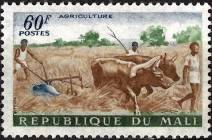 AGRICULTURE
60F
POSTES
REPUBLIQUE DU MALI